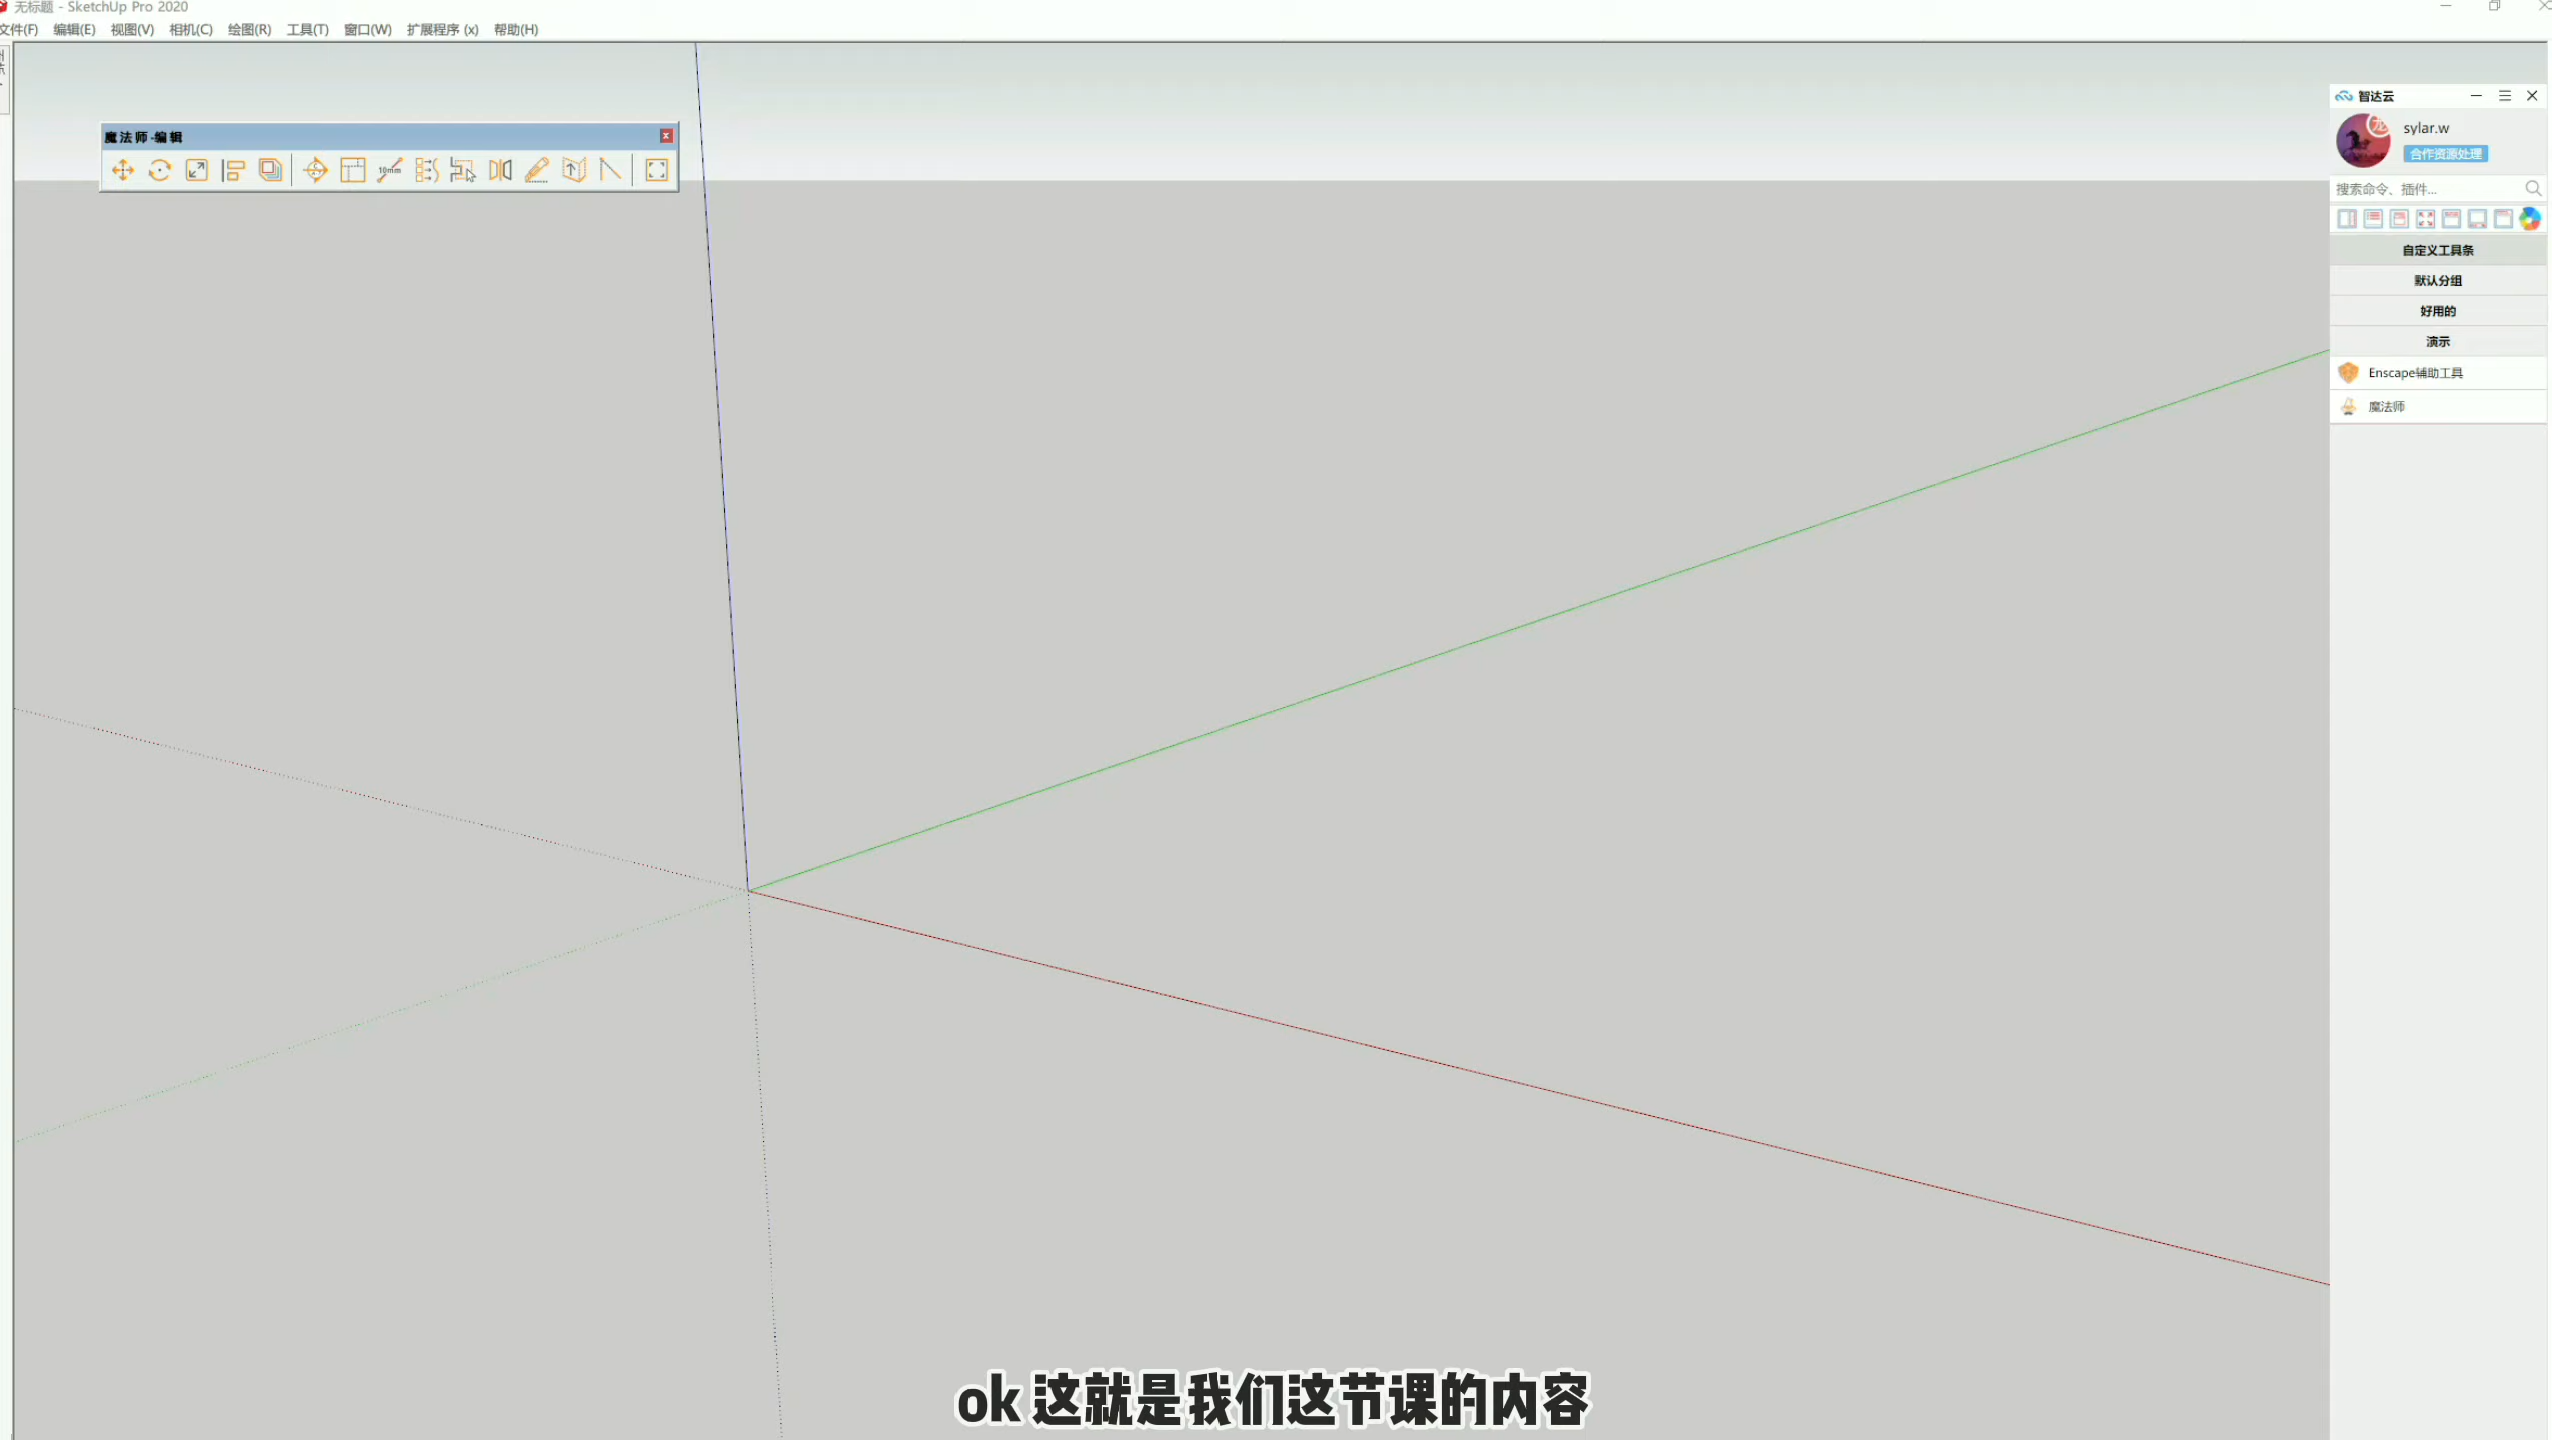 无标题 - SketchUp Pro 2020
文件(F) 编辑(E) 视图(V) 相机(C) 绘图(R) 工具(T) 窗口(W) 扩展程序 (x) 帮助(H)
魔法师-编辑
10mm
智达云
sylar.w
合作资源处理
搜索命令、插件...
自定义工具条
默认分组
好用的
演示
Enscape辅助工具
魔法师
ok 这就是我们这节课的内容